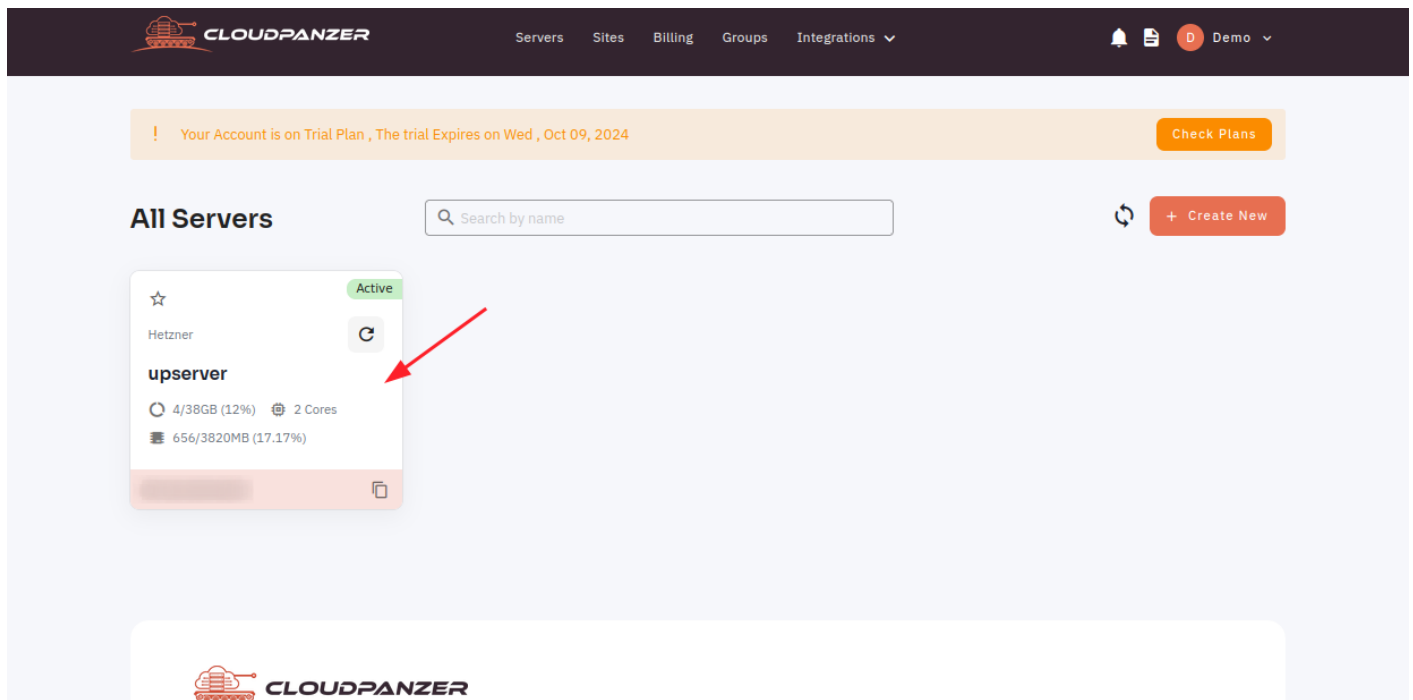 CLOUDPANZER
Servers Sites Billing Groups Integrations
D Demo
! Your Account is on Trial Plan , The trial Expires on Wed , Oct 09, 2024
Check Plans
All Servers
Search by name
+ Create New
Active
Hetzner
upserver
4/38GB (12%) 2 Cores
656/3820MB (17.17%)
CLOUDPANZER